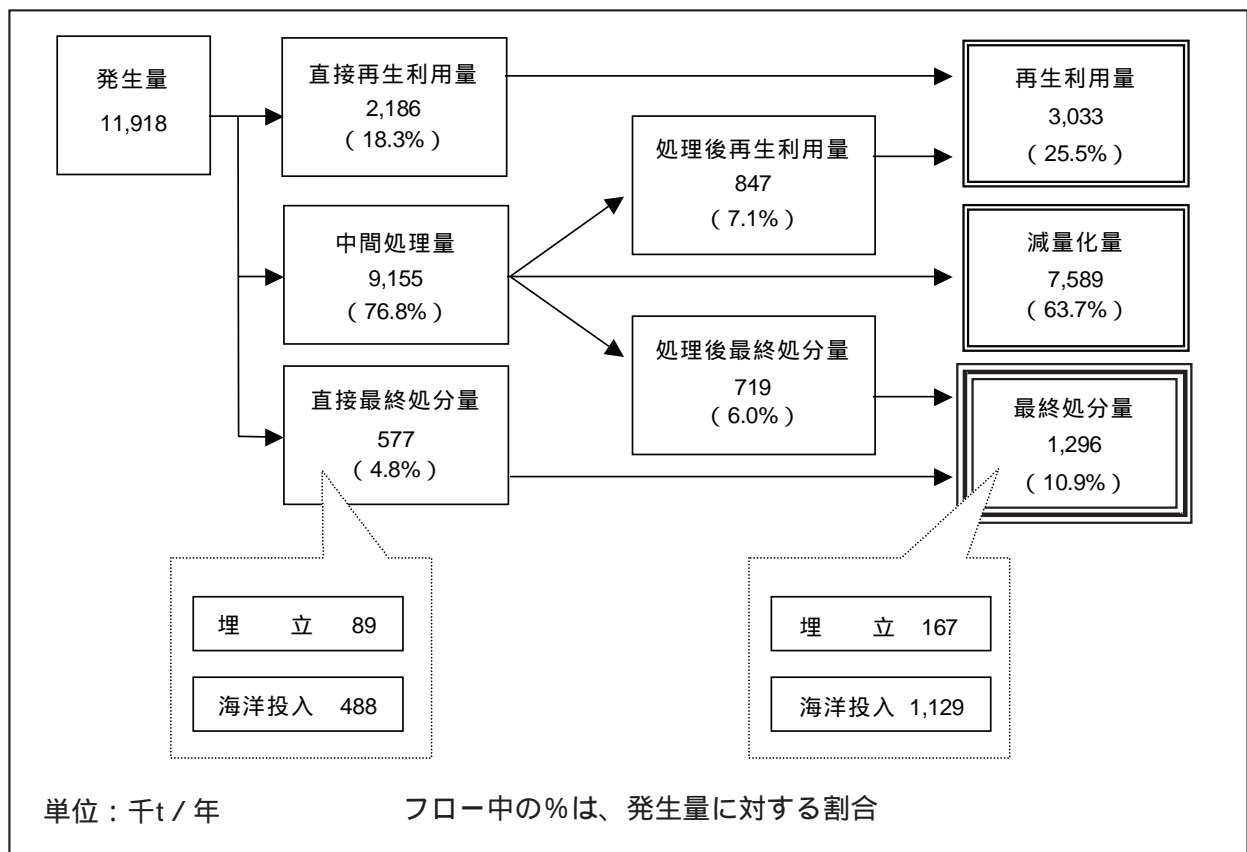 発生量
11,918
直接再生利用量
2,186
( 18.3% )
中間処理量
9,155
( 76.8% )
直接最終処分量
577
( 4.8% )
処理後再生利用量
847
( 7.1% )
処理後最終処分量
719
( 6.0% )
再生利用量
3,033
( 25.5% )
減量化量
7,589
( 63.7% )
最終処分量
1,296
( 10.9% )
埋　立 89
海洋投入 488
埋　立 167
海洋投入 1,129
単位：千t / 年
フロー中の％は、発生量に対する割合